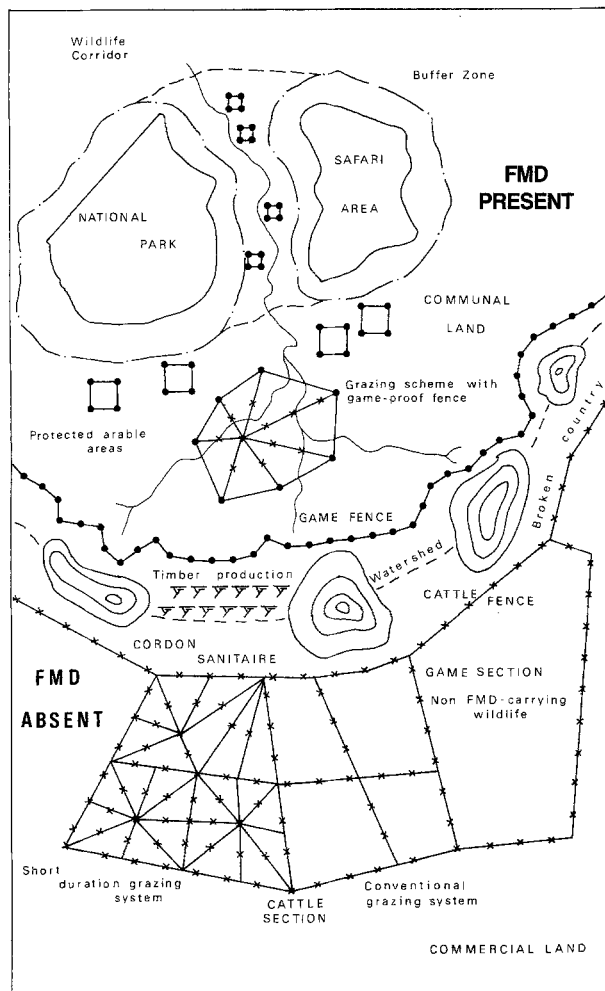 Wildlife
Corridor
Buffer Zone
SAFARI
AREA
FMD
PRESENT
NATIONAL
PARK
COMMUNAL
LAND
Grazing scheme with
game-proof fence
Protected arable
areas
Broken country
GAME FENCE
Timber production
Watershed
CATTLE FENCE
CORDON
SANITAIRE
FMD
ABSENT
GAME SECTION
Non FMD-carrying
wildlife
Short
duration grazing
system
Conventional
grazing system
CATTLE
SECTION
COMMERCIAL LAND